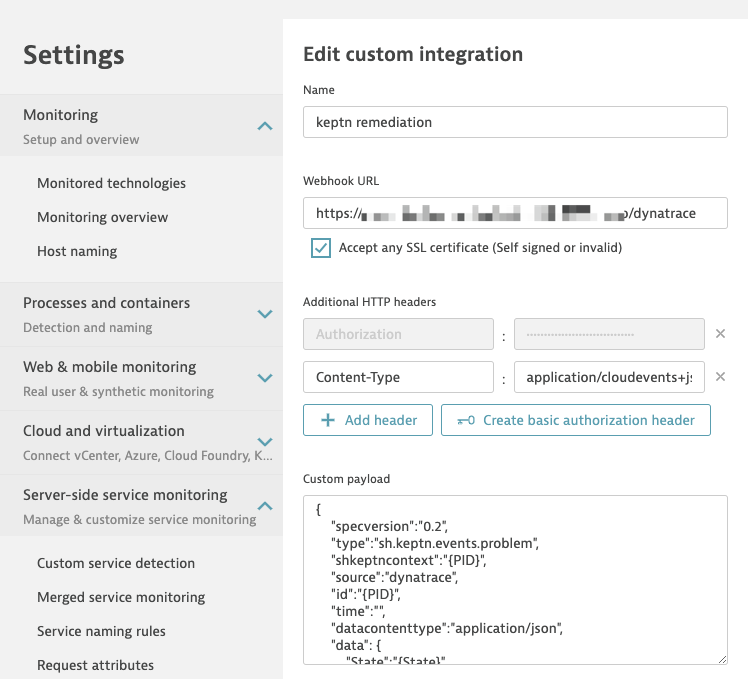 Settings
Monitoring
Setup and overview
Monitored technologies
Monitoring overview
Host naming
Processes and containers
Detection and naming
Web & mobile monitoring
Real user & synthetic monitoring
Cloud and virtualization
Connect vCenter, Azure, Cloud Foundry, K...
Server-side service monitoring
Manage & customize service monitoring
Custom service detection
Merged service monitoring
Service naming rules
Request attributes
Edit custom integration
Name
keptn remediation
Webhook URL
https:// /dynatrace
Accept any SSL certificate (Self signed or invalid)
Additional HTTP headers
Authorization :
Content-Type : application/cloudevents+js
Add header
Create basic authorization header
Custom payload
{
"specversion":"0.2",
"type":"sh.keptn.events.problem",
"shkeptncontext":"{PID}",
"source":"dynatrace",
"id":"{PID}",
"time":"",
"datacontenttype":"application/json",
"data": {
"State":"{State}"